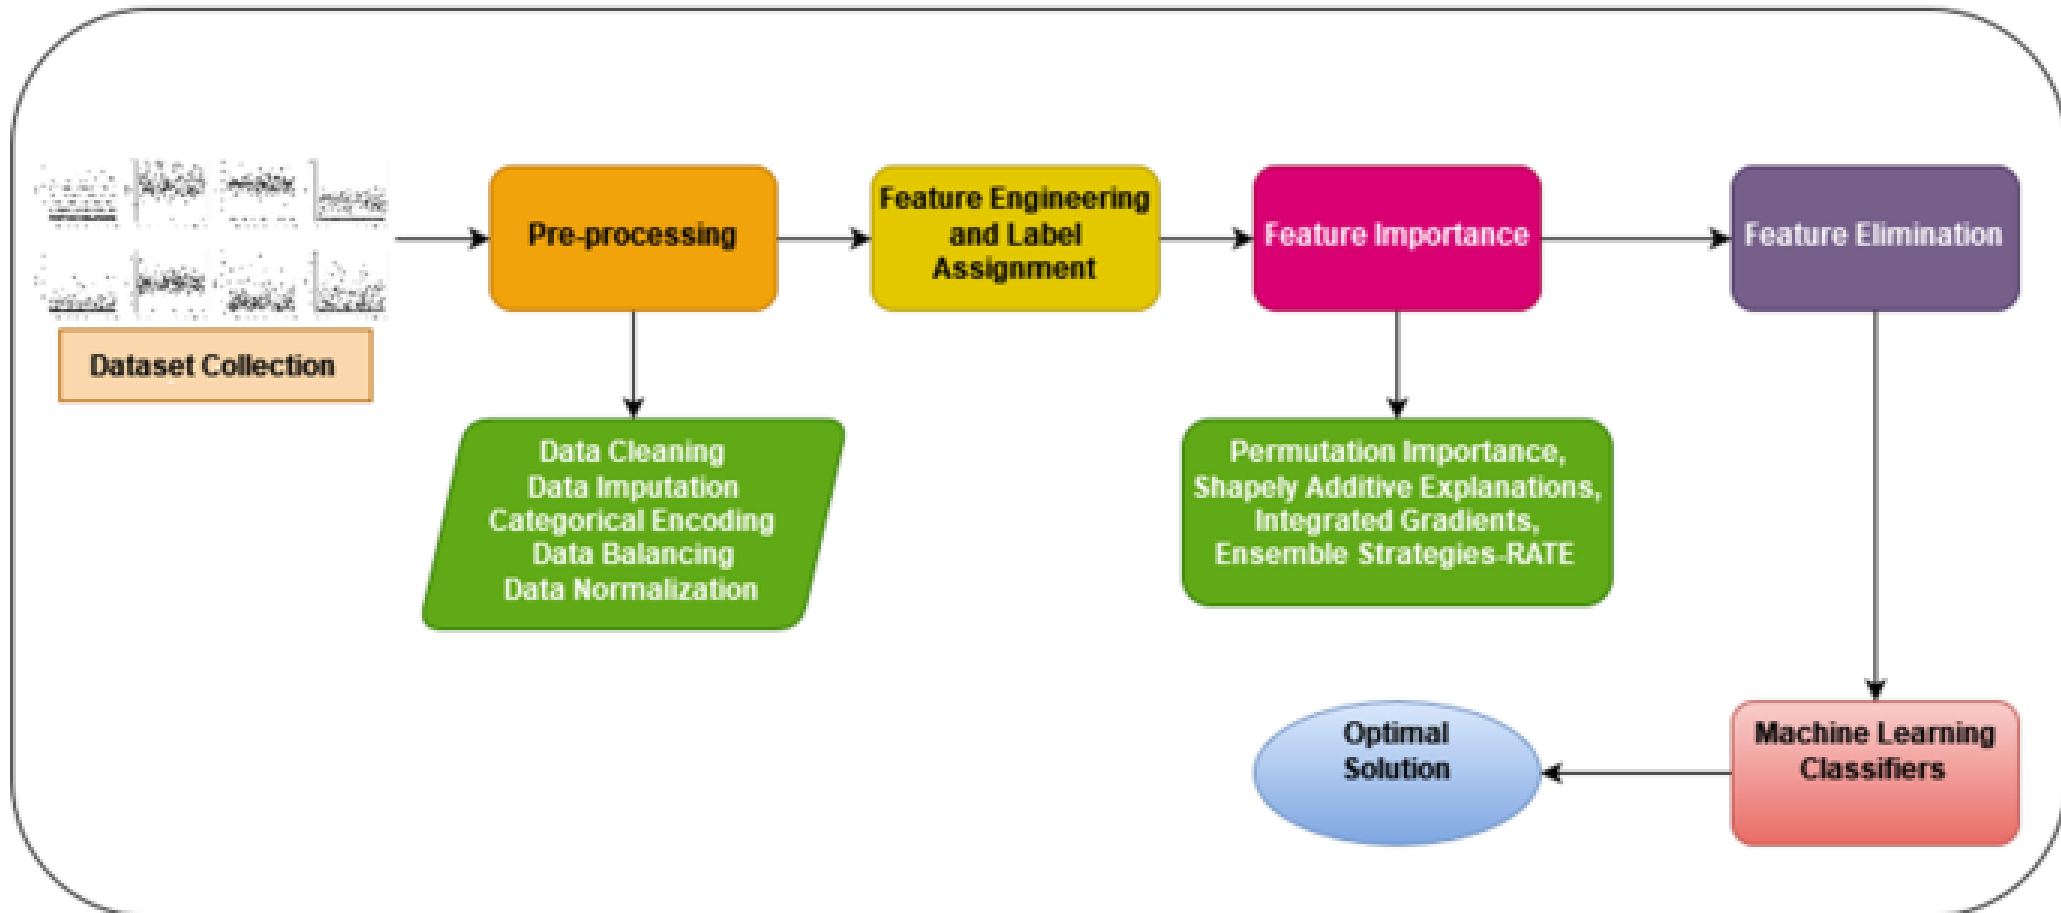 Dataset Collection
Pre-processing
Data Cleaning
Data Imputation
Categorical Encoding
Data Balancing
Data Normalization
Feature Engineering
and Label
Assignment
Feature Importance
Permutation Importance,
Shapely Additive Explanations,
Integrated Gradients,
Ensemble Strategies-RATE
Feature Elimination
Machine Learning
Classifiers
Optimal
Solution